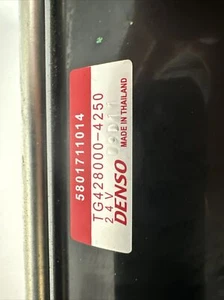 5801711014
TG428000-4250
24V
DENSO
MADE IN THAILAND